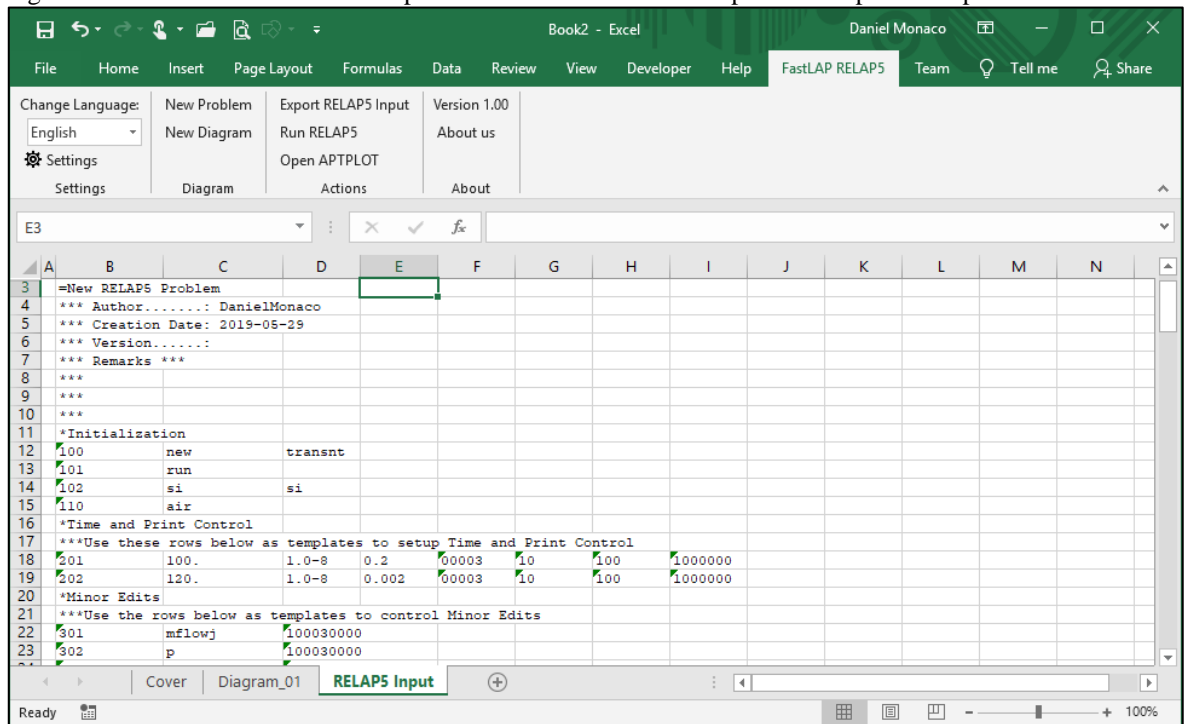 Book2 - Excel Daniel Monaco
File Home Insert Page Layout Formulas Data Review View Developer Help FastLAP RELAP5 Team Tell me Share
Change Language: New Problem Export RELAP5 Input Version 1.00
English New Diagram Run RELAP5 About us
Settings Open APTPLOT
Settings Diagram Actions About
E3 fx
A B C D E F G H I J K L M N
3 =New RELAP5 Problem
4 *** Author.......: DanielMonaco
5 *** Creation Date: 2019-05-29
6 *** Version......:
7 *** Remarks ***
8 ***
9 ***
10 ***
11 *Initialization
12 100 new transnt
13 101 run
14 102 si si
15 110 air
16 *Time and Print Control
17 ***Use these rows below as templates to setup Time and Print Control
18 201 100. 1.0-8 0.2 00003 10 100 1000000
19 202 120. 1.0-8 0.002 00003 10 100 1000000
20 *Minor Edits
21 ***Use the rows below as templates to control Minor Edits
22 301 mflowj 100030000
23 302 p 100030000
Cover Diagram_01 RELAP5 Input
Ready 100%